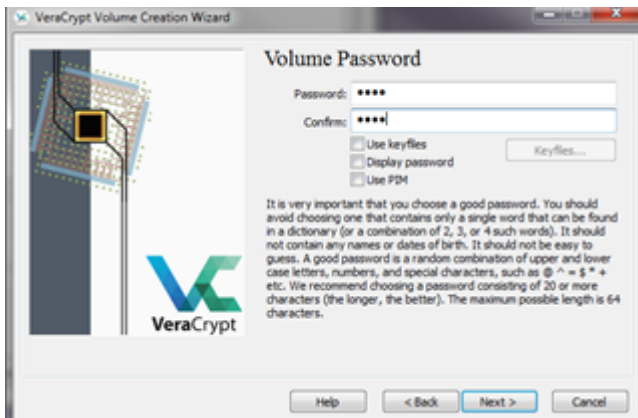 VeraCrypt Volume Creation Wizard
Volume Password
Password: ••••
Confirm: ••••
Use keyfiles
Keyfiles...
Display password
Use PIM
It is very important that you choose a good password. You should
avoid choosing one that contains only a single word that can be found
in a dictionary (or a combination of 2, 3, or 4 such words). It should
not contain any names or dates of birth. It should not be easy to
guess. A good password is a random combination of upper and lower
case letters, numbers, and special characters, such as @ ^ = $ * +
etc. We recommend choosing a password consisting of 20 or more
characters (the longer, the better). The maximum possible length is 64
characters.
VeraCrypt
Help
< Back
Next >
Cancel